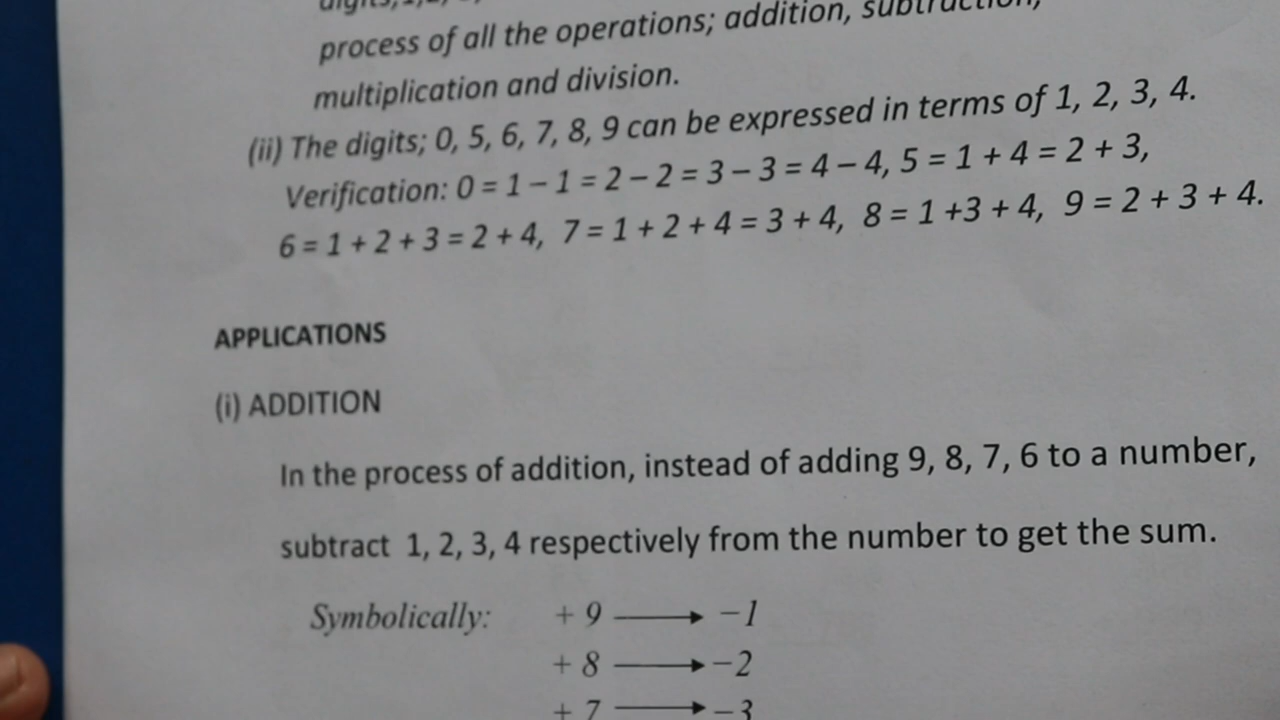 process of all the operations; addition, subtraction,
multiplication and division.
(ii) The digits; 0, 5, 6, 7, 8, 9 can be expressed in terms of 1, 2, 3, 4.
Verification: 0 = 1 – 1 = 2 – 2 = 3 – 3 = 4 – 4, 5 = 1 + 4 = 2 + 3,
6 = 1 + 2 + 3 = 2 + 4, 7 = 1 + 2 + 4 = 3 + 4, 8 = 1 +3 + 4, 9 = 2 + 3 + 4.
APPLICATIONS
(i) ADDITION
In the process of addition, instead of adding 9, 8, 7, 6 to a number,
subtract 1, 2, 3, 4 respectively from the number to get the sum.
Symbolically: + 9 ⟶ –1
+ 8 ⟶ –2
+ 7 ⟶ –3